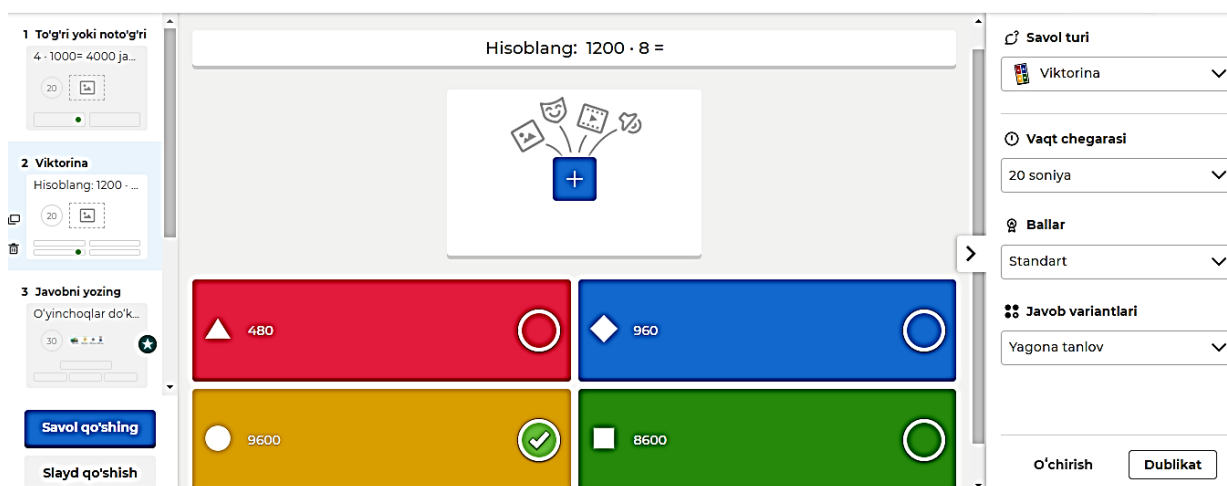 1 To'g'ri yoki noto'g'ri
4 · 1000= 4000 ja...
20
2 Viktorina
Hisoblang: 1200 · ...
20
3 Javobni yozing
O'yinchoqlar do'k...
30
Savol qo'shing
Slayd qo'shish
Hisoblang: 1200 · 8 =
480
960
9600
8600
Savol turi
Viktorina
Vaqt chegarasi
20 soniya
Ballar
Standart
Javob variantlari
Yagona tanlov
Oʻchirish
Dublikat